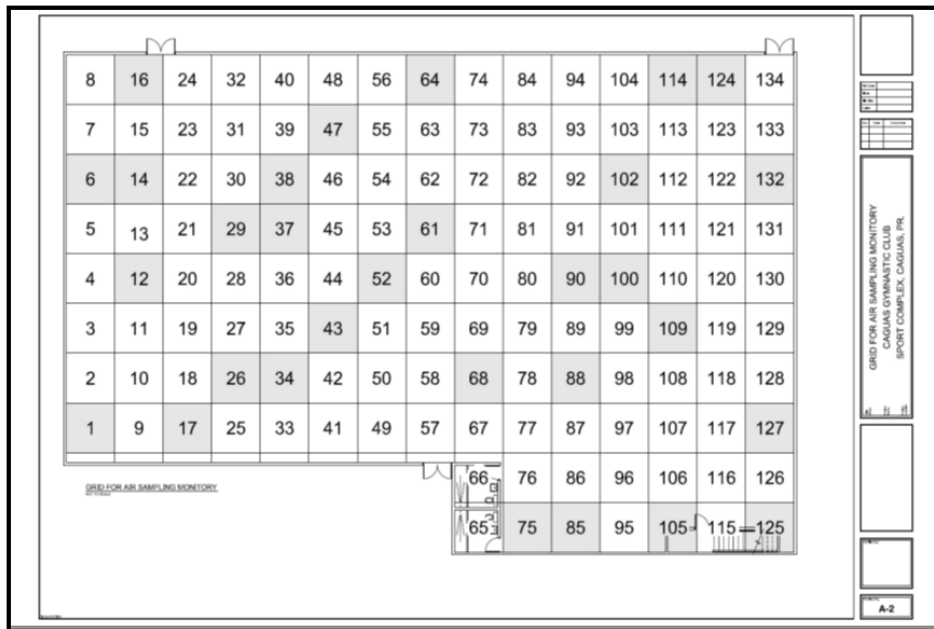 8 16 24 32 40 48 56 64 74 84 94 104 114 124 134
7 15 23 31 39 47 55 63 73 83 93 103 113 123 133
6 14 22 30 38 46 54 62 72 82 92 102 112 122 132
5 13 21 29 37 45 53 61 71 81 91 101 111 121 131
4 12 20 28 36 44 52 60 70 80 90 100 110 120 130
3 11 19 27 35 43 51 59 69 79 89 99 109 119 129
2 10 18 26 34 42 50 58 68 78 88 98 108 118 128
1 9 17 25 33 41 49 57 67 77 87 97 107 117 127
66 76 86 96 106 116 126
65 75 85 95 105 115 125
GRID FOR AIR SAMPLING MONITORY
GRID FOR AIR SAMPLING MONITORY
CAGUAS GYMNASTIC CLUB
SPORT COMPLEX, CAGUAS, PR.
A-2